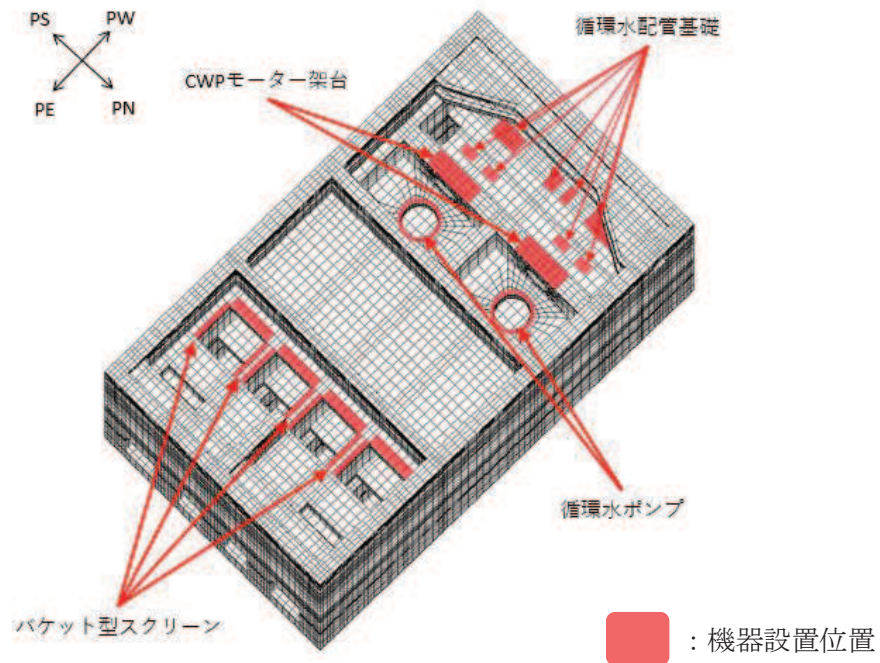 PS
PW
PE
PN
循環水配管基礎
CWPモーター架台
循環水ポンプ
バケット型スクリーン
：機器設置位置